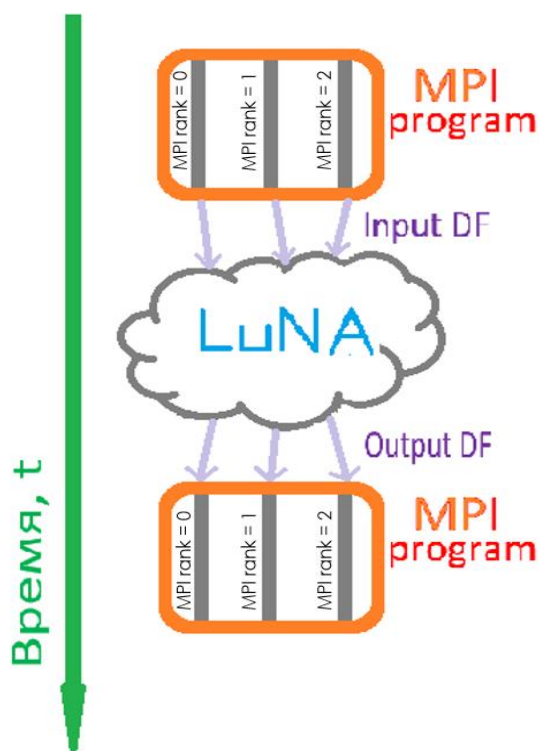 MPI rank = 0
MPI rank = 1
MPI rank = 2
MPI
program
Input DF
LuNA
Output DF
MPI rank = 0
MPI rank = 1
MPI rank = 2
MPI
program
Время, t